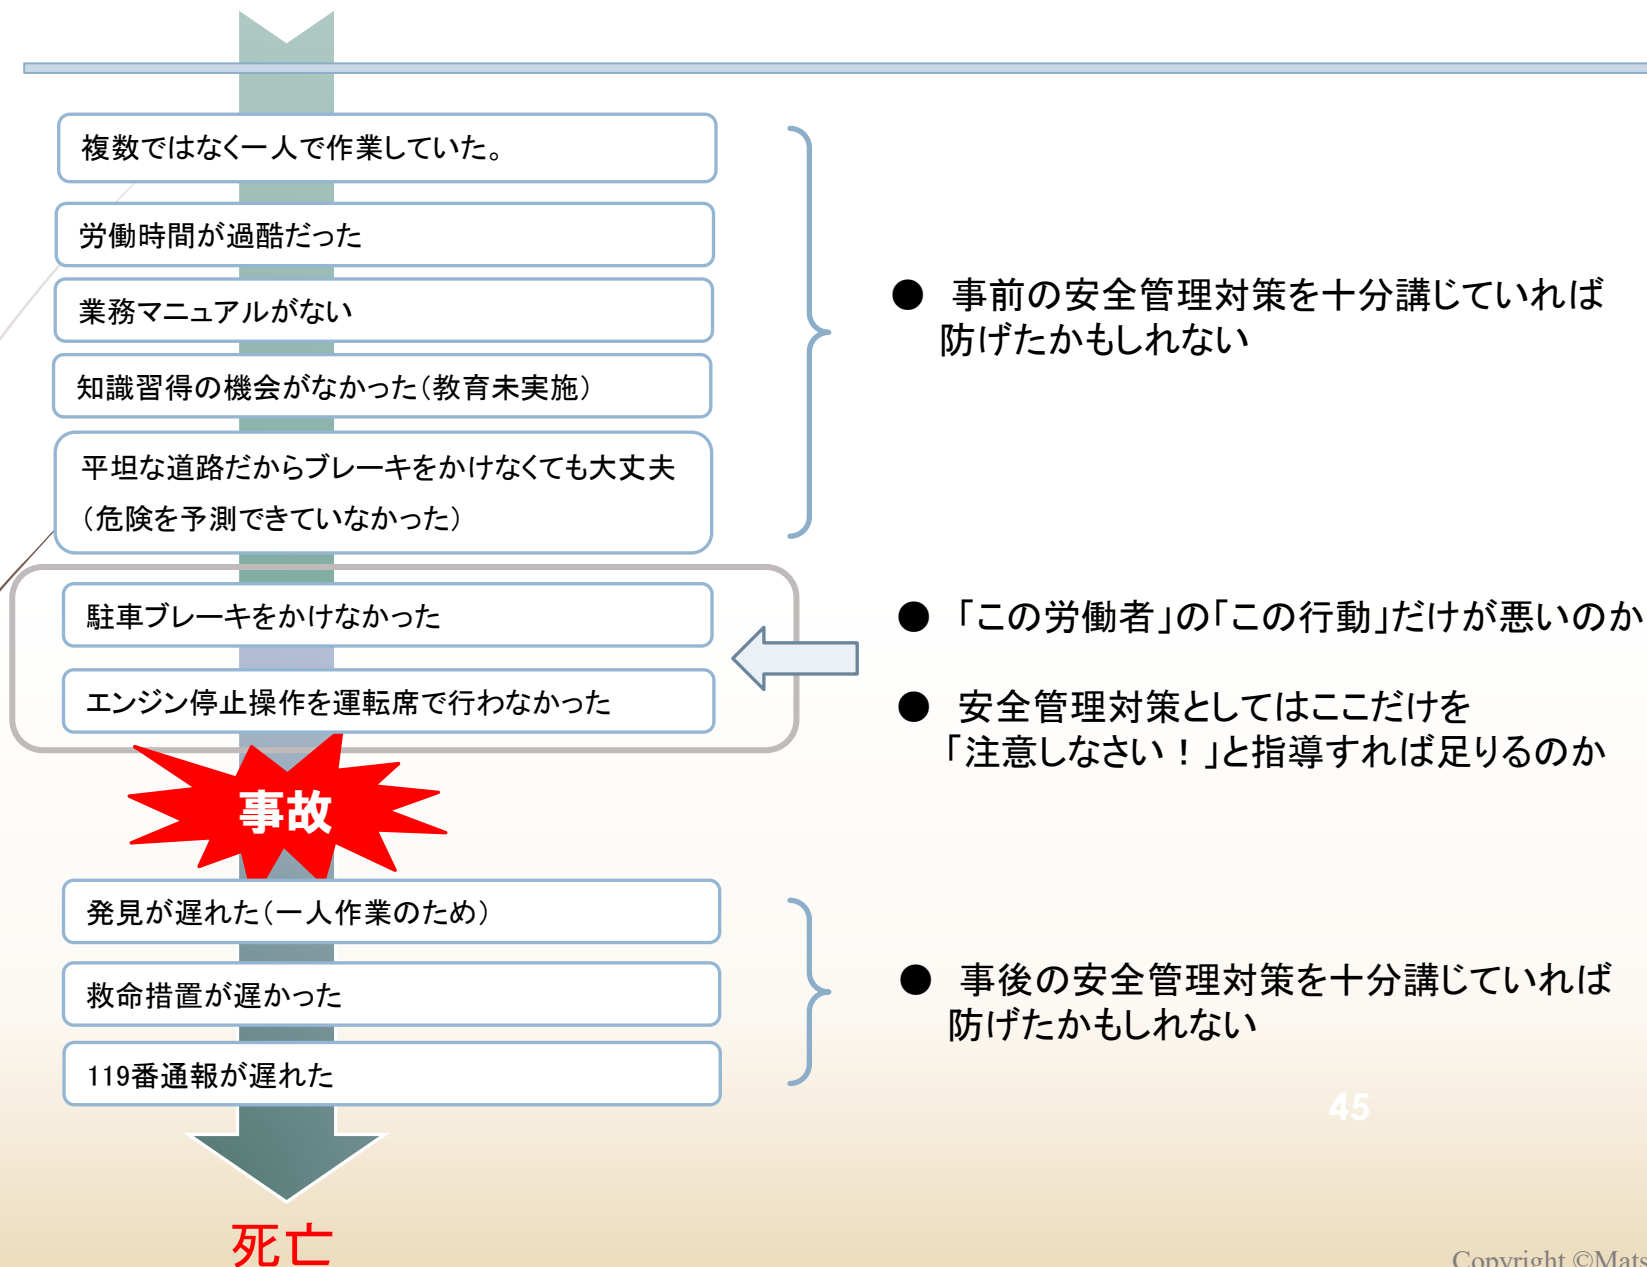 複数ではなく一人で作業していた。
労働時間が過酷だった
業務マニュアルがない
知識習得の機会がなかった（教育未実施）
平坦な道路だからブレーキをかけなくても大丈夫
（危険を予測できていなかった）
● 事前の安全管理対策を十分講じていれば
防げたかもしれない
駐車ブレーキをかけなかった
エンジン停止操作を運転席で行わなかった
● 「この労働者」の「この行動」だけが悪いのか
● 安全管理対策としてはここだけを
「注意しなさい！」と指導すれば足りるのか
事故
発見が遅れた（一人作業のため）
救命措置が遅かった
119番通報が遅れた
● 事後の安全管理対策を十分講じていれば
防げたかもしれない
45
死亡
Copyright ©Mats